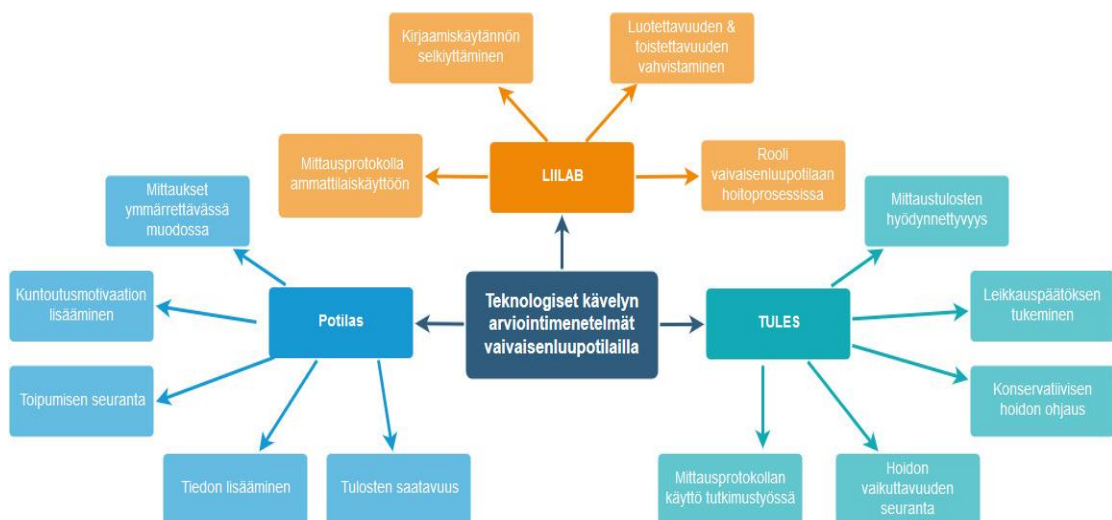 Kirjaamiskäytännön
selkiyttäminen
Luotettavuuden &
toistettavuuden
vahvistaminen
Mittausprotokolla
ammattilaiskäyttöön
LIILAB
Rooli
vaivaisenluupotilaan
hoitoprosessissa
Mittaukset
ymmärrettävässä
muodossa
Mittaustulosten
hyödynnettyvyys
Kuntoutusmotivaation
lisääminen
Potilas
Teknologiset kävelyn
arviointimenetelmät
vaivaisenluupotilailla
TULES
Leikkauspäätöksen
tukeminen
Toipumisen seuranta
Konservatiivisen
hoidon ohjaus
Tiedon lisääminen
Tulosten saatavuus
Mittausprotokollan
käyttö tutkimustyössä
Hoidon
vaikuttavuuden
seuranta